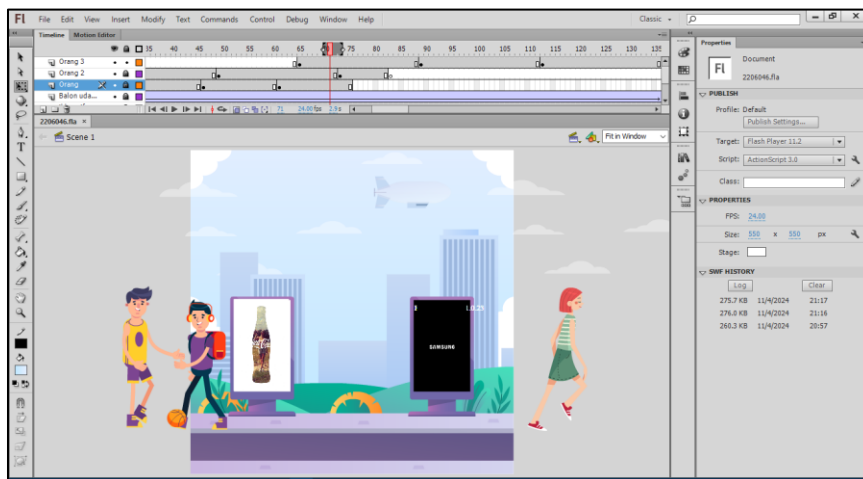 Fl File Edit View Insert Modify Text Commands Control Debug Window Help Classic
Timeline Motion Editor
35 40 45 50 55 60 65 70 75 80 85 90 95 100 105 110 115 120 125 130 135
Orang 3
Orang 2
Orang
Balon uda...
71 24.00 fps 2.9 s
2206046.fla ×
Scene 1 Fit in Window
Coca-Cola
SAMSUNG
Properties
Fl Document
2206046.fla
PUBLISH
Profile: Default
Publish Settings...
Target: Flash Player 11.2
Script: ActionScript 3.0
Class:
PROPERTIES
FPS: 24.00
Size: 550 x 550 px
Stage:
SWF HISTORY
Log Clear
275.7 KB 11/4/2024 21:17
276.0 KB 11/4/2024 21:16
260.3 KB 11/4/2024 20:57